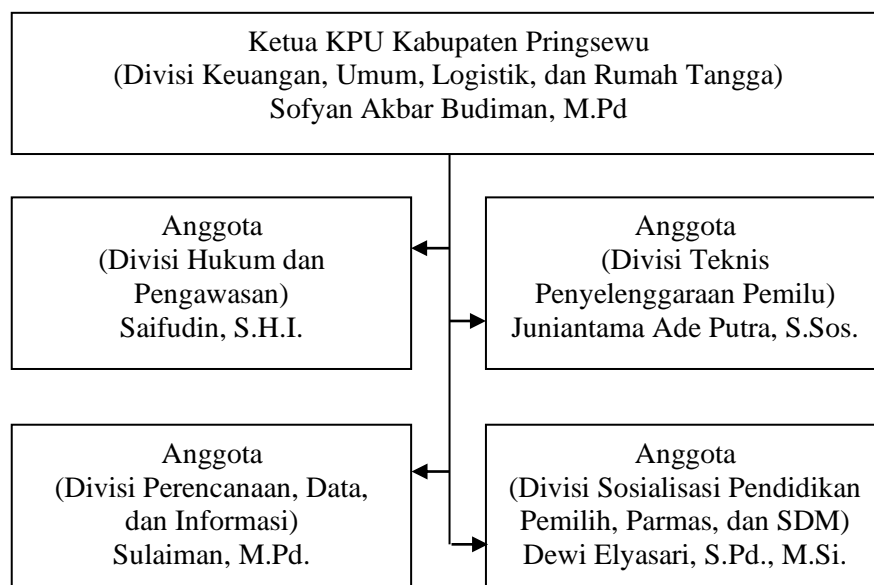 Ketua KPU Kabupaten Pringsewu
(Divisi Keuangan, Umum, Logistik, dan Rumah Tangga)
Sofyan Akbar Budiman, M.Pd
Anggota
(Divisi Hukum dan
Pengawasan)
Saifudin, S.H.I.
Anggota
(Divisi Teknis
Penyelenggaraan Pemilu)
Juniantama Ade Putra, S.Sos.
Anggota
(Divisi Perencanaan, Data,
dan Informasi)
Sulaiman, M.Pd.
Anggota
(Divisi Sosialisasi Pendidikan
Pemilih, Parmas, dan SDM)
Dewi Elyasari, S.Pd., M.Si.